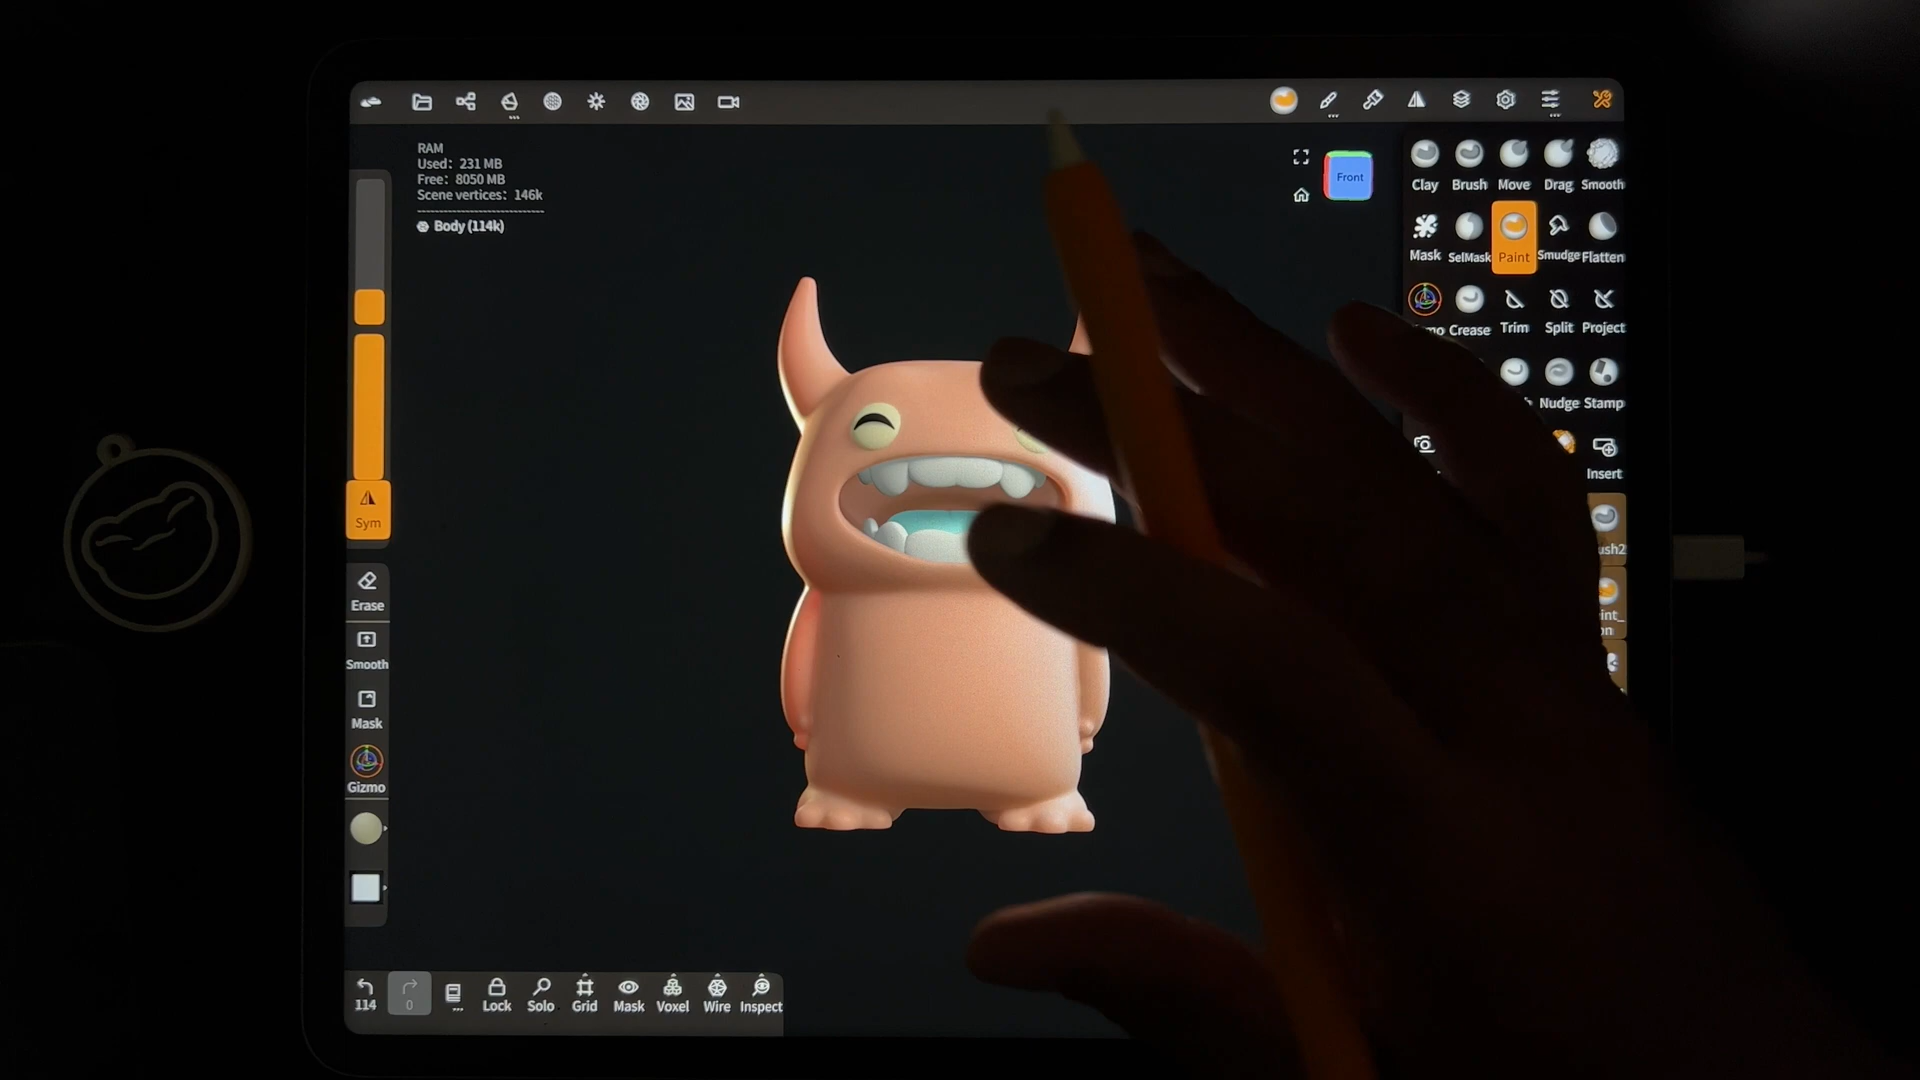 RAM
Used: 231 MB
Free: 8050 MB
Scene vertices: 146k
Body (114k)
Front
Clay Brush Move Drag Smooth
Mask SelMask Paint Smudge Flatten
Crease Trim Split Project
Nudge Stamp
Insert
Sym
Erase
Smooth
Mask
Gizmo
114 0 Lock Solo Grid Mask Voxel Wire Inspect